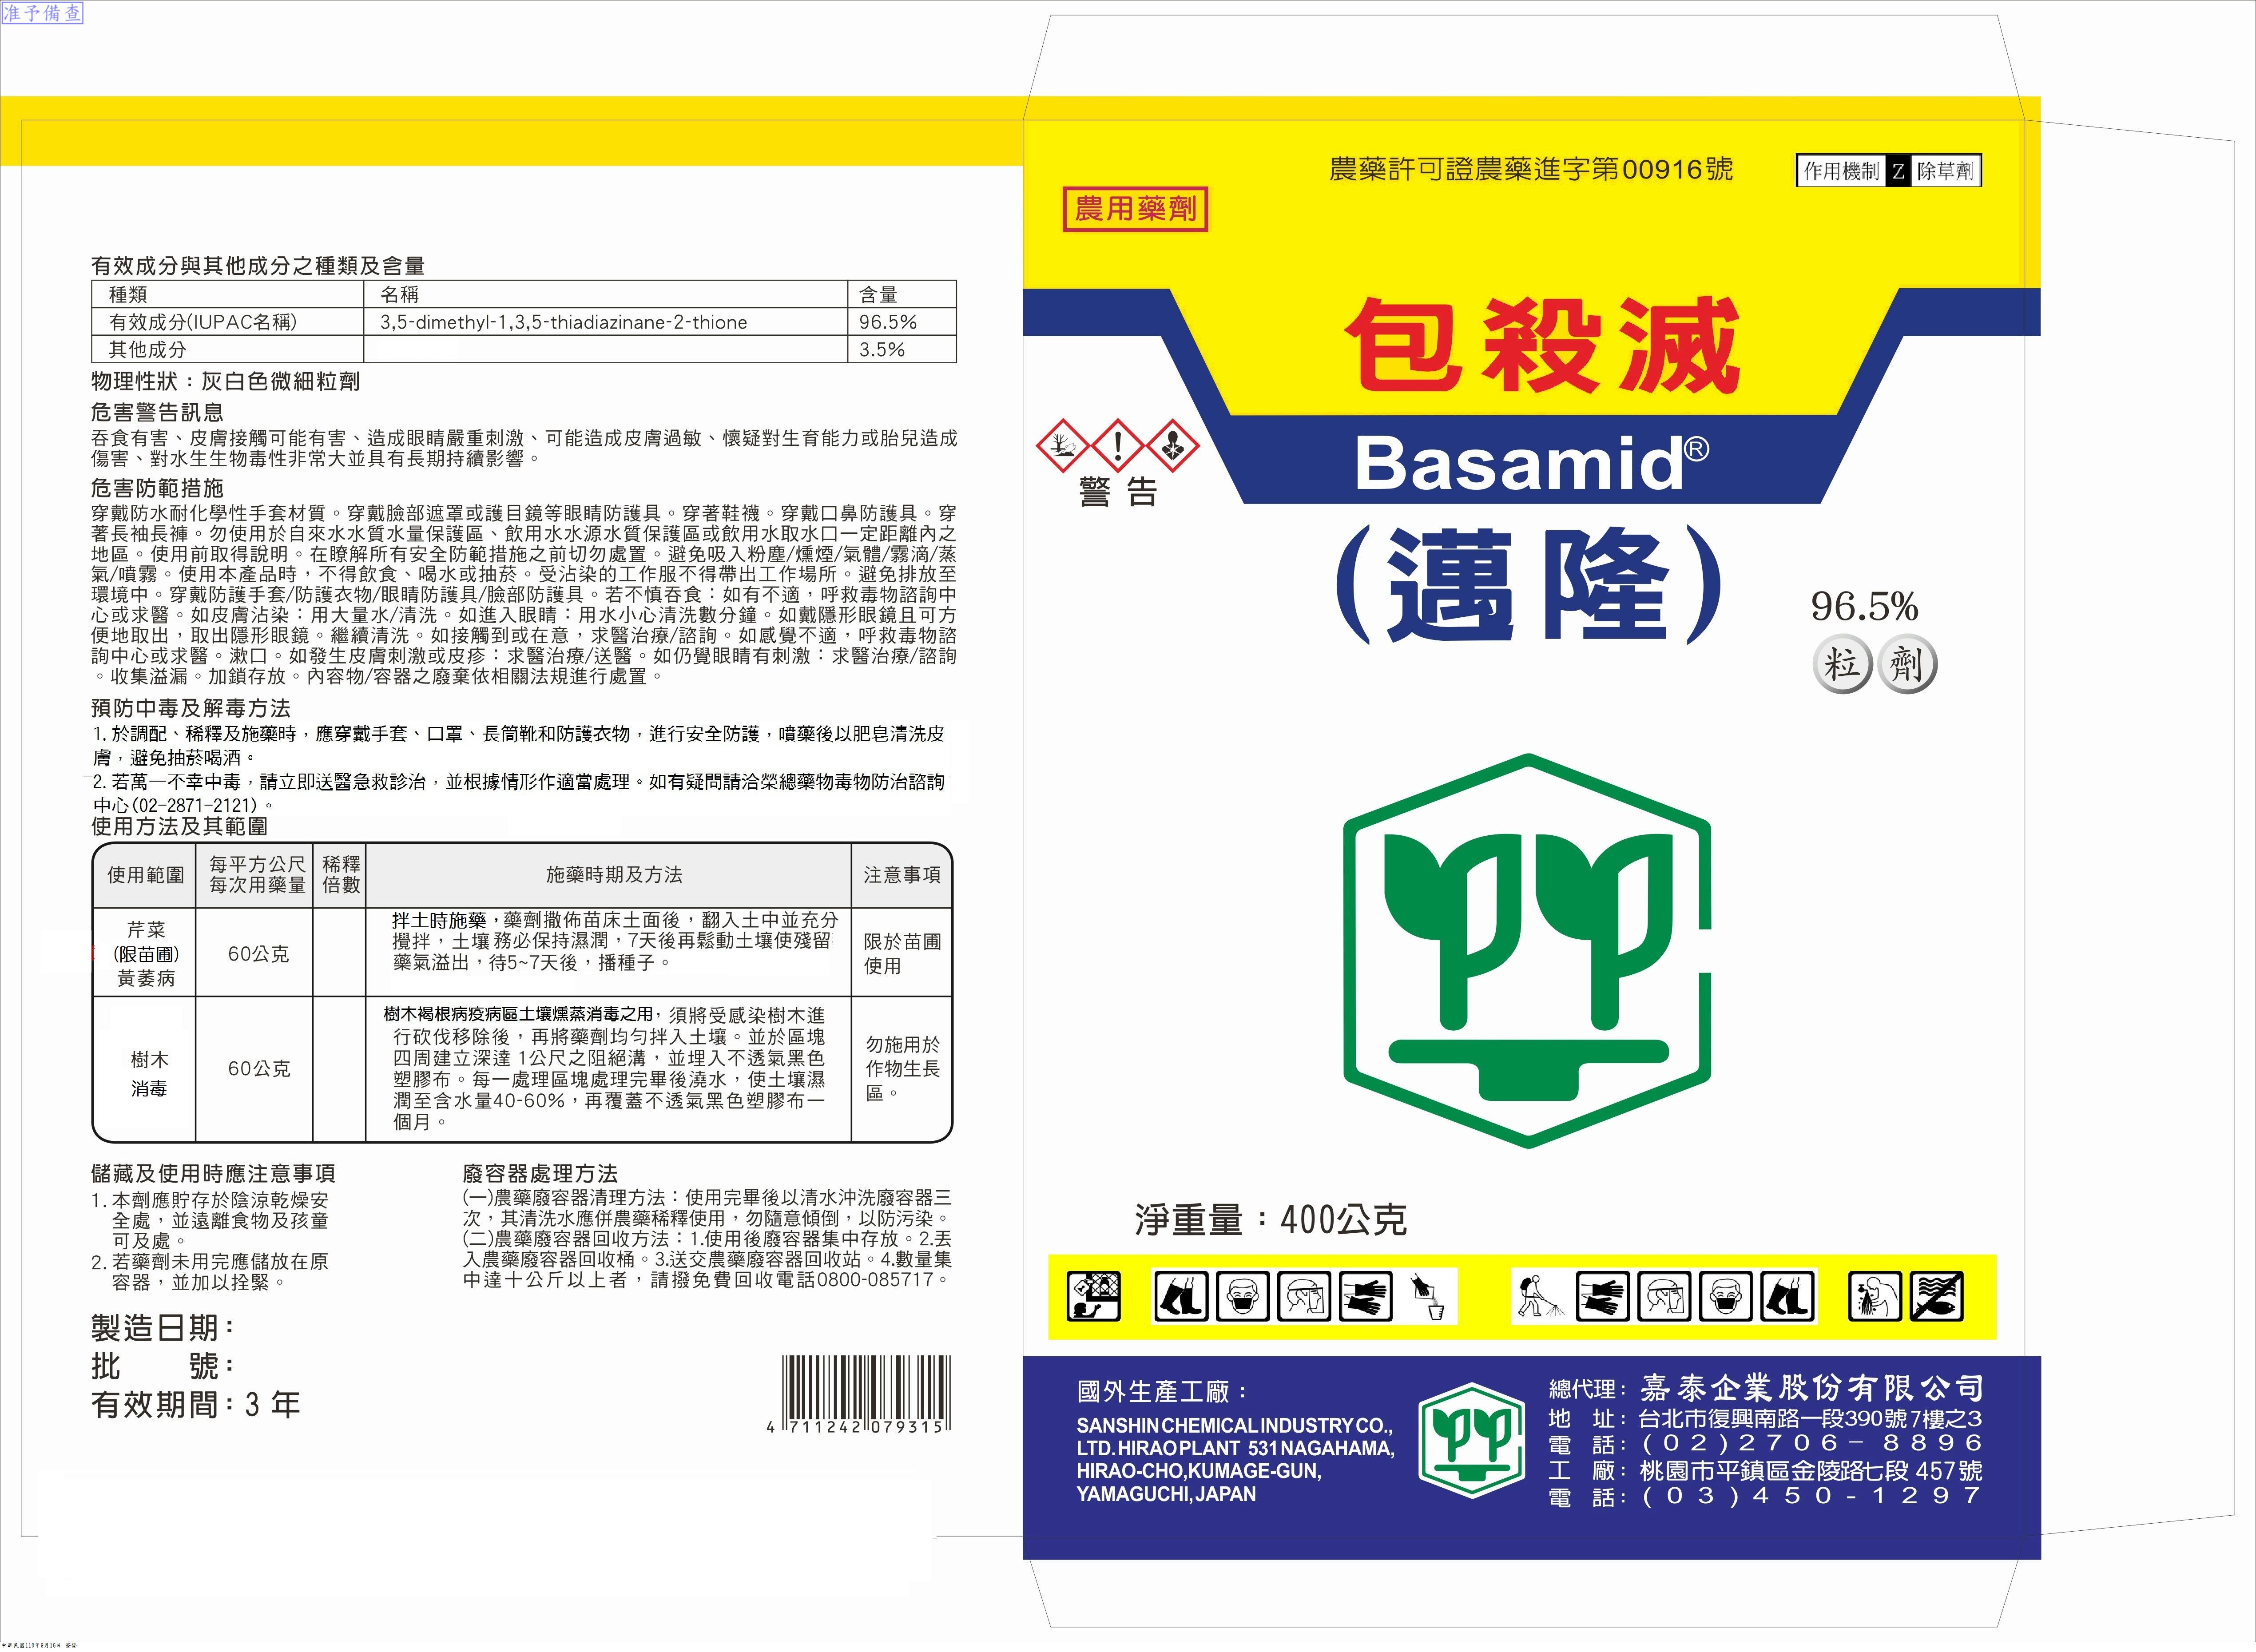 准予備查
有效成分與其他成分之種類及含量
種類 名稱 含量
有效成分(IUPAC名稱) 3,5-dimethyl-1,3,5-thiadiazinane-2-thione 96.5%
其他成分 3.5%
物理性狀：灰白色微細粒劑
危害警告訊息
吞食有害、皮膚接觸可能有害、造成眼睛嚴重刺激、可能造成皮膚過敏、懷疑對生育能力或胎兒造成
傷害、對水生生物毒性非常大並具有長期持續影響。
危害防範措施
穿戴防水耐化學性手套材質。穿戴臉部遮罩或護目鏡等眼睛防護具。穿著鞋襪。穿戴口鼻防護具。穿
著長袖長褲。勿使用於自來水水質水量保護區、飲用水水源水質保護區或飲用水取水口一定距離內之
地區。使用前取得說明。在瞭解所有安全防範措施之前切勿處置。避免吸入粉塵/燻煙/氣體/霧滴/蒸
氣/噴霧。使用本產品時，不得飲食、喝水或抽菸。受沾染的工作服不得帶出工作場所。避免排放至
環境中。穿戴防護手套/防護衣物/眼睛防護具/臉部防護具。若不慎吞食：如有不適，呼救毒物諮詢中
心或求醫。如皮膚沾染：用大量水/清洗。如進入眼睛：用水小心清洗數分鐘。如戴隱形眼鏡且可方
便地取出，取出隱形眼鏡。繼續清洗。如接觸到或在意，求醫治療/諮詢。如感覺不適，呼救毒物諮
詢中心或求醫。漱口。如發生皮膚刺激或皮疹：求醫治療/送醫。如仍覺眼睛有刺激：求醫治療/諮詢
。收集溢漏。加鎖存放。內容物/容器之廢棄依相關法規進行處置。
預防中毒及解毒方法
1. 於調配、稀釋及施藥時，應穿戴手套、口罩、長筒靴和防護衣物，進行安全防護，噴藥後以肥皂清洗皮
膚，避免抽菸喝酒。
2. 若萬一不幸中毒，請立即送醫急救診治，並根據情形作適當處理。如有疑問請洽榮總藥物毒物防治諮詢
中心(02-2871-2121)。
使用方法及其範圍
使用範圍 每平方公尺每次用藥量 稀釋倍數 施藥時期及方法 注意事項
芹菜
(限苗圃)
黃萎病
60公克
拌土時施藥，藥劑撒佈苗床土面後，翻入土中並充分
攪拌，土壤務必保持濕潤，7天後再鬆動土壤使殘留
藥氣溢出，待5~7天後，播種子。
限於苗圃
使用
樹木
消毒
60公克
樹木褐根病疫病區土壤燻蒸消毒之用，須將受感染樹木進
行砍伐移除後，再將藥劑均勻拌入土壤。並於區塊
四周建立深達 1公尺之阻絕溝，並埋入不透氣黑色
塑膠布。每一處理區塊處理完畢後澆水，使土壤濕
潤至含水量40-60%，再覆蓋不透氣黑色塑膠布一
個月。
勿施用於
作物生長
區。
儲藏及使用時應注意事項
1. 本劑應貯存於陰涼乾燥安
全處，並遠離食物及孩童
可及處。
2. 若藥劑未用完應儲放在原
容器，並加以拴緊。
廢容器處理方法
(一)農藥廢容器清理方法：使用完畢後以清水沖洗廢容器三
次，其清洗水應併農藥稀釋使用，勿隨意傾倒，以防污染。
(二)農藥廢容器回收方法：1.使用後廢容器集中存放。2.丟
入農藥廢容器回收桶。3.送交農藥廢容器回收站。4.數量集
中達十公斤以上者，請撥免費回收電話0800-085717。
製造日期：
批 號：
有效期間：3 年
4 711242 079315
農藥許可證農藥進字第00916號
作用機制 Z 除草劑
農用藥劑
包殺滅
Basamid®
警告
(邁隆)
96.5%
粒劑
淨重量：400公克
國外生產工廠：
SANSHIN CHEMICAL INDUSTRY CO.,
LTD. HIRAO PLANT 531 NAGAHAMA,
HIRAO-CHO,KUMAGE-GUN,
YAMAGUCHI,JAPAN
總代理：嘉泰企業股份有限公司
地 址：台北市復興南路一段390號7樓之3
電 話：(02)2706－8896
工 廠：桃園市平鎮區金陵路七段 457號
電 話：(03)450-1297
中華民國110年9月16日